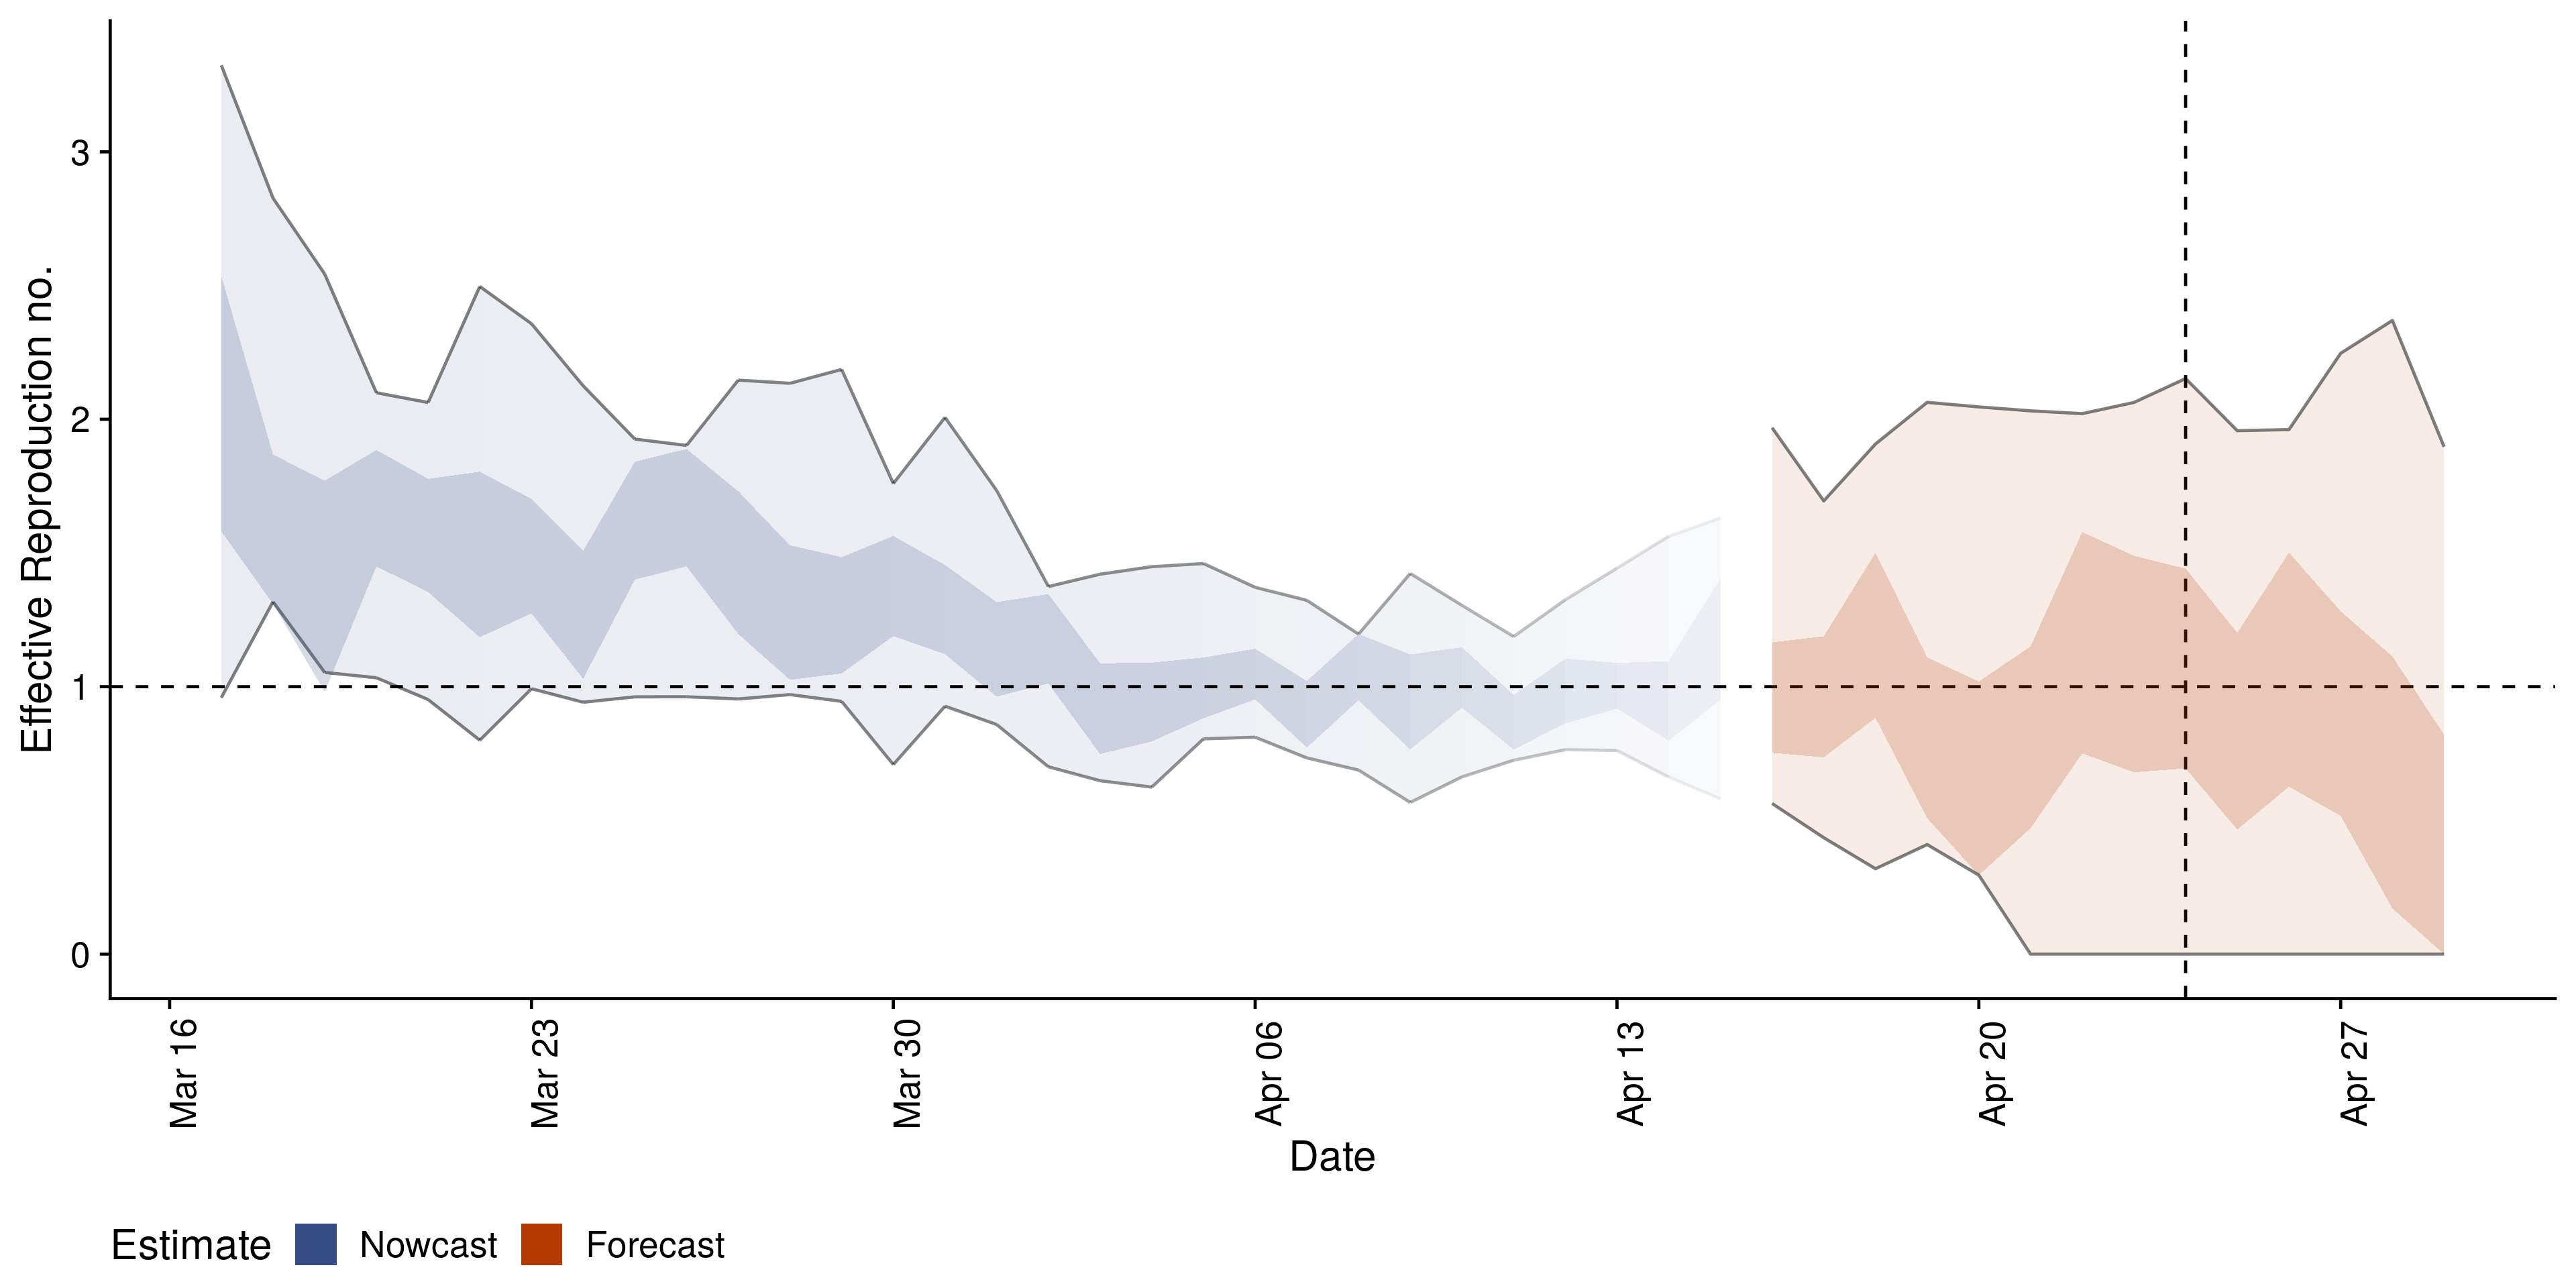 Effective Reproduction no.
3
2
1
0
Mar 16
Mar 23
Mar 30
Apr 06
Apr 13
Apr 20
Apr 27
Date
Estimate Nowcast Forecast